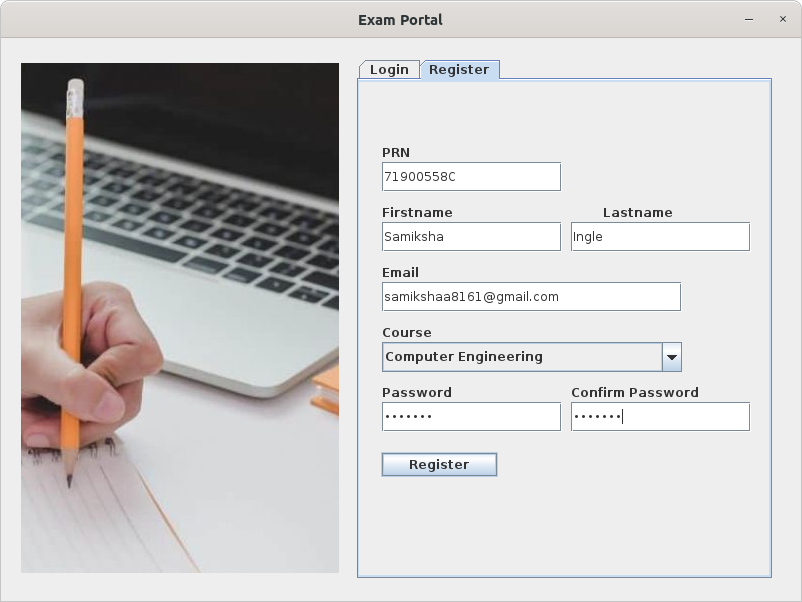 Exam Portal
Login Register
PRN
71900558C
Firstname Lastname
Samiksha Ingle
Email
samikshaa8161@gmail.com
Course
Computer Engineering
Password Confirm Password
••••••• •••••••
Register